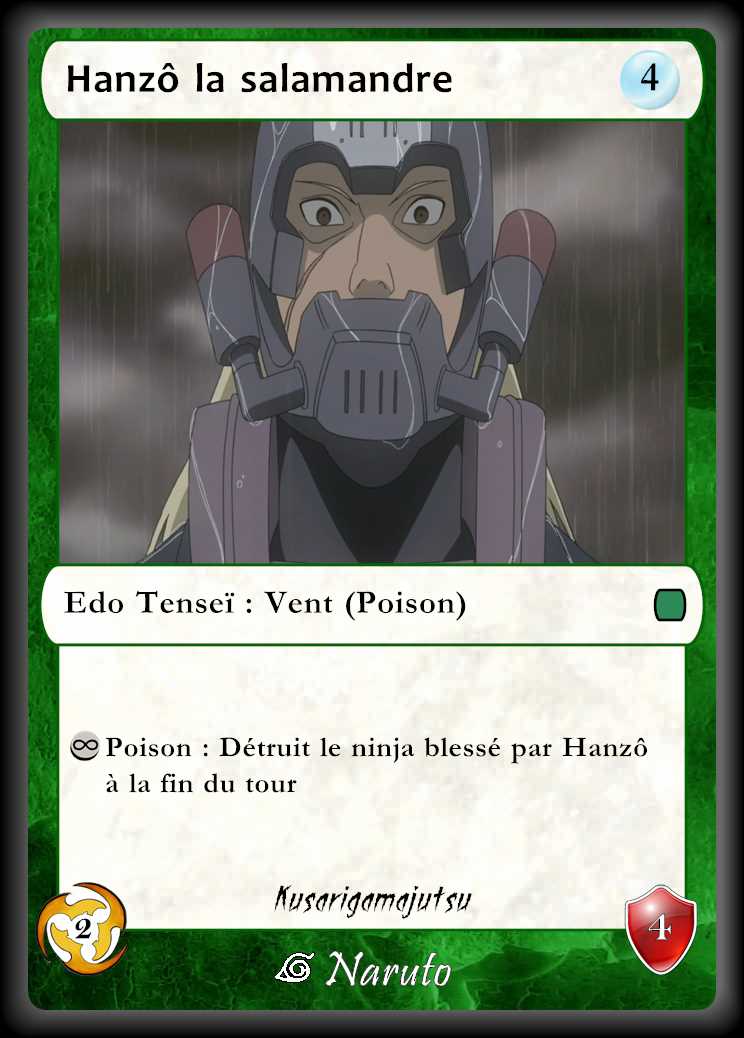 Hanzô la salamandre
4
Edo Tenseï : Vent (Poison)
Poison : Détruit le ninja blessé par Hanzô
à la fin du tour
Kusarigamajutsu
2
4
Naruto